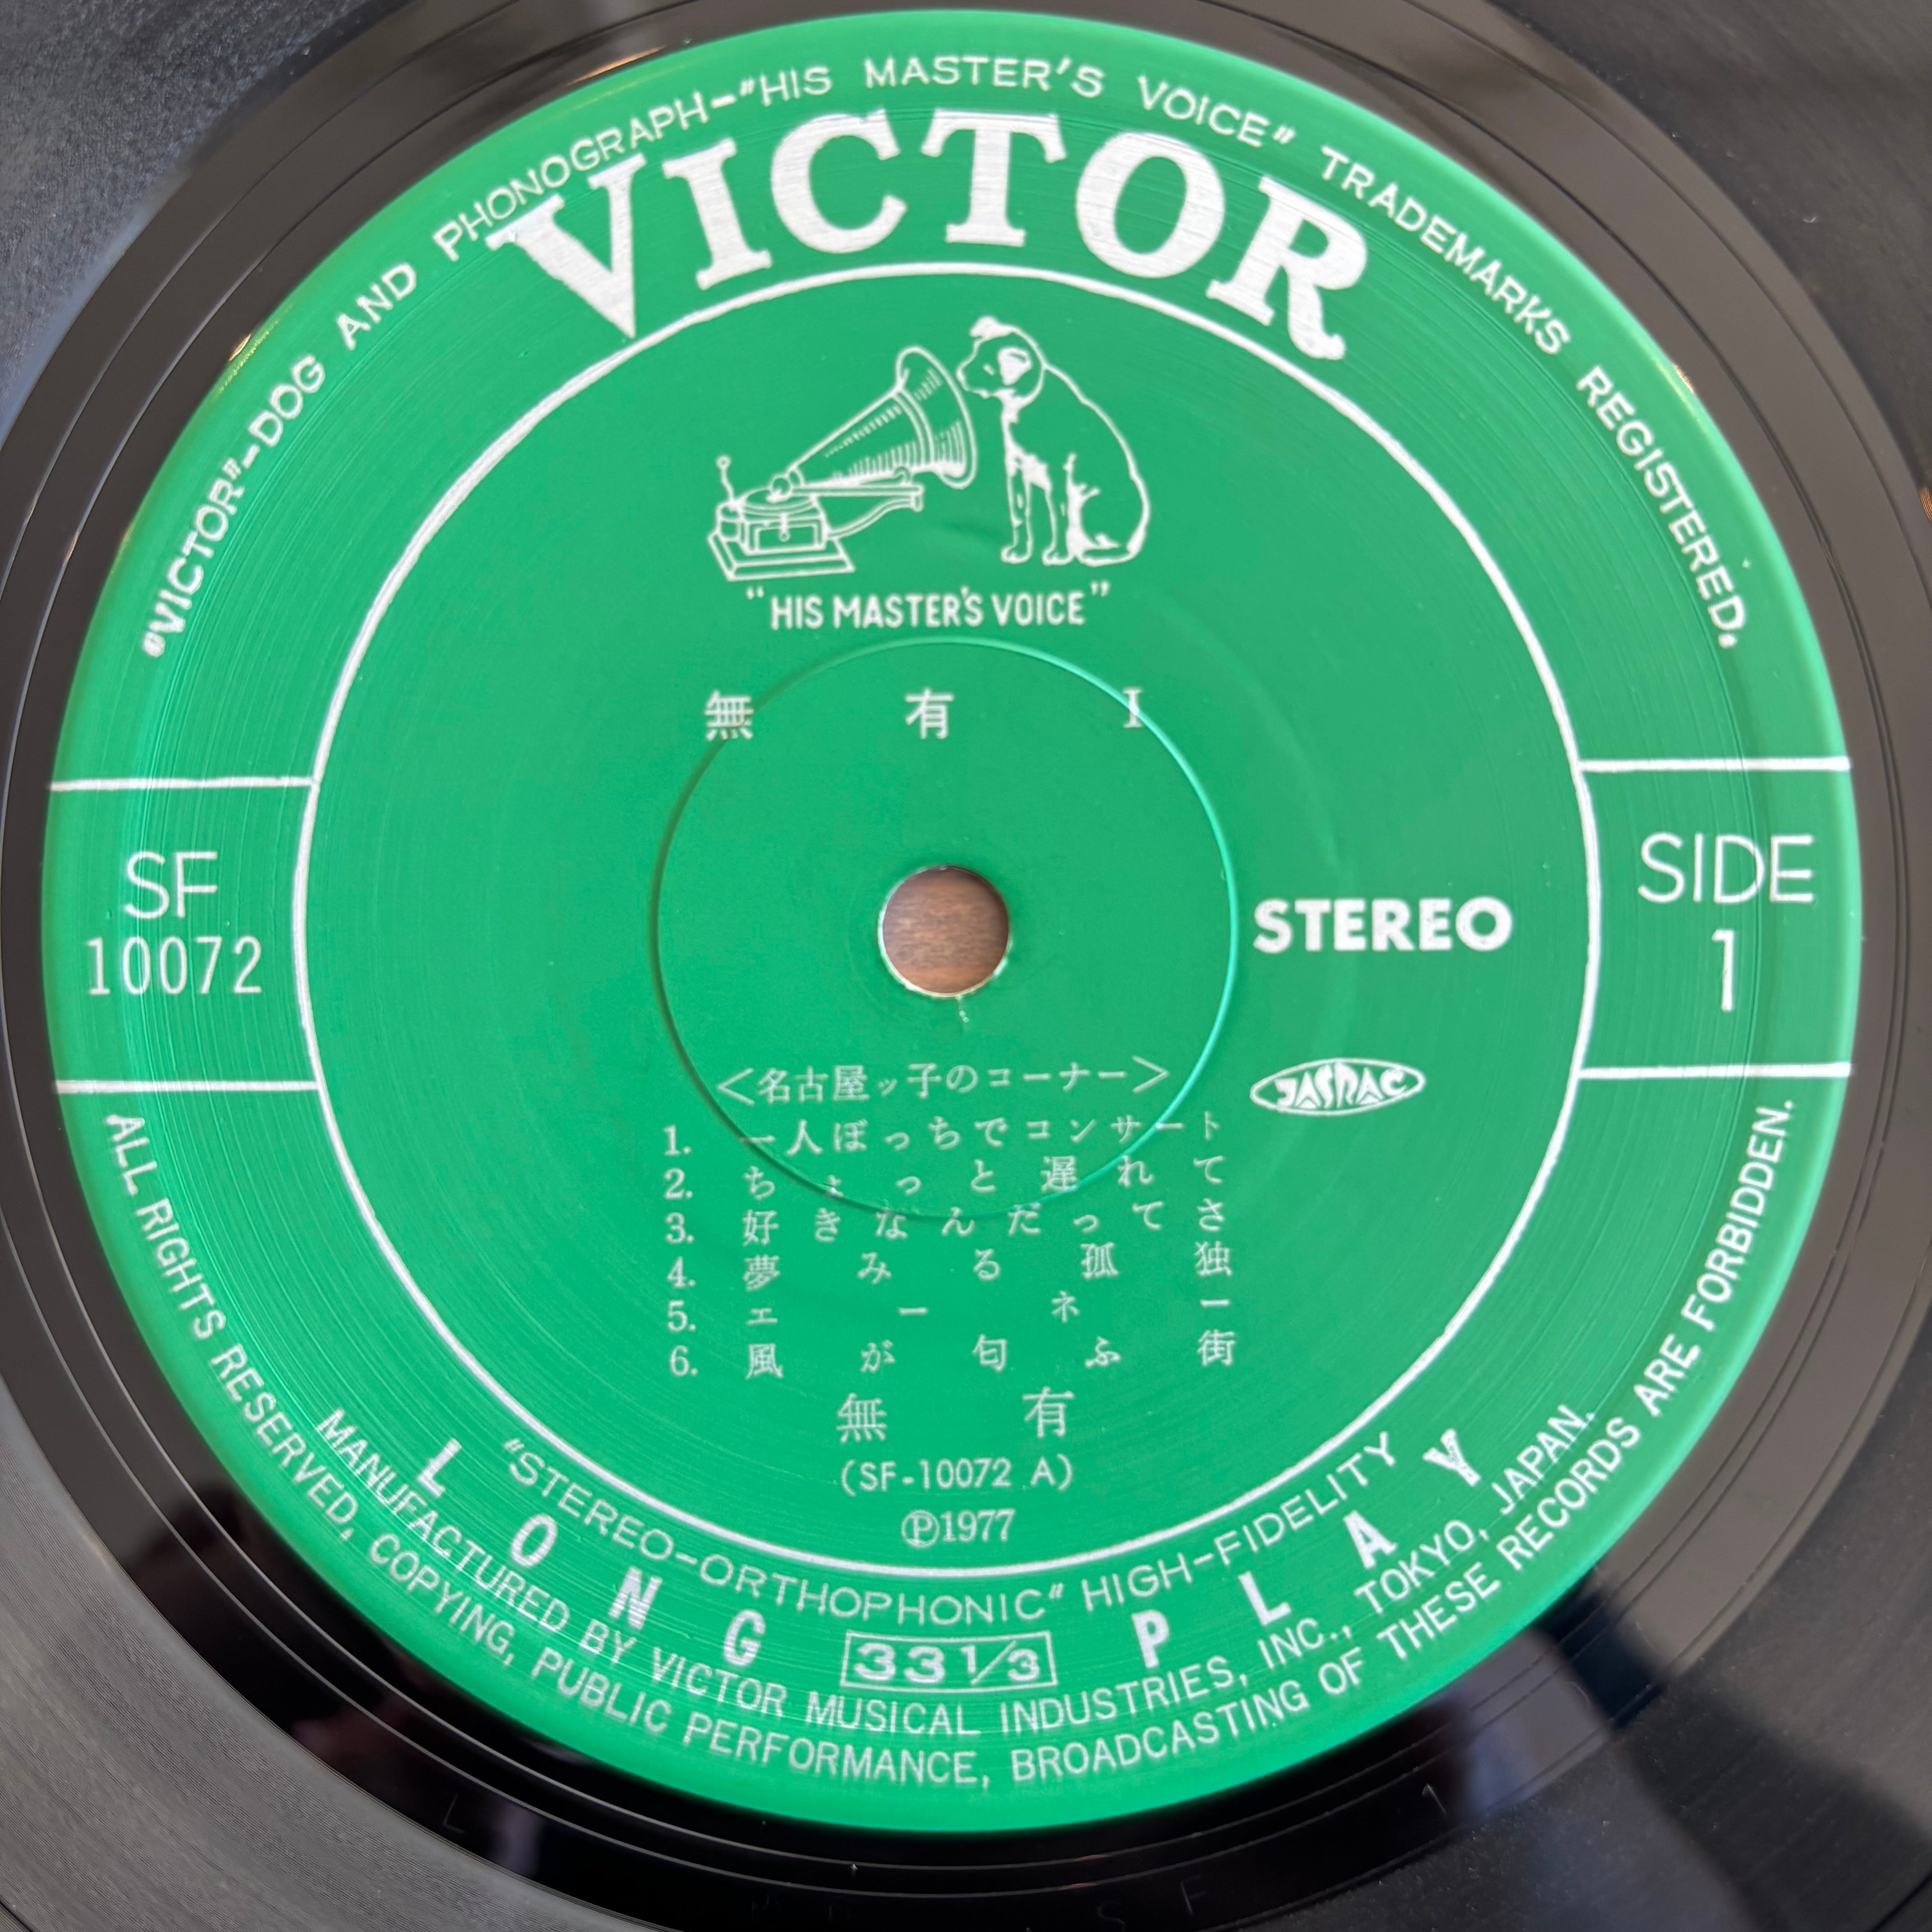 "VICTOR"-DOG AND PHONOGRAPH-"HIS MASTER'S VOICE" TRADEMARKS REGISTERED.
VICTOR
"HIS MASTER'S VOICE"
無有I
SF
10072
STEREO
SIDE
1
<名古屋ッ子のコーナー>
JASRAC
1. 一人ぼっちでコンサート
2. ちょっと遅れて
3. 好きなんだってさ
4. 夢みる孤独
5. エーネー
6. 風が匂ふ街
無有
(SF-10072 A)
℗1977
"STEREO-ORTHOPHONIC" HIGH-FIDELITY
LONG 33 1/3 PLAY
MANUFACTURED BY VICTOR MUSICAL INDUSTRIES, INC., TOKYO, JAPAN.
ALL RIGHTS RESERVED, COPYING, PUBLIC PERFORMANCE, BROADCASTING OF THESE RECORDS ARE FORBIDDEN.